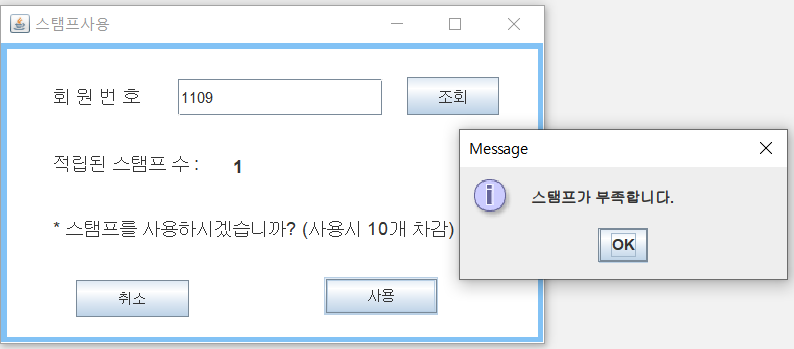 스탬프사용
회 원 번 호
1109
조회
적립된 스탬프 수 :
1
* 스탬프를 사용하시겠습니까? (사용시 10개 차감)
취소
사용
Message
스탬프가 부족합니다.
OK